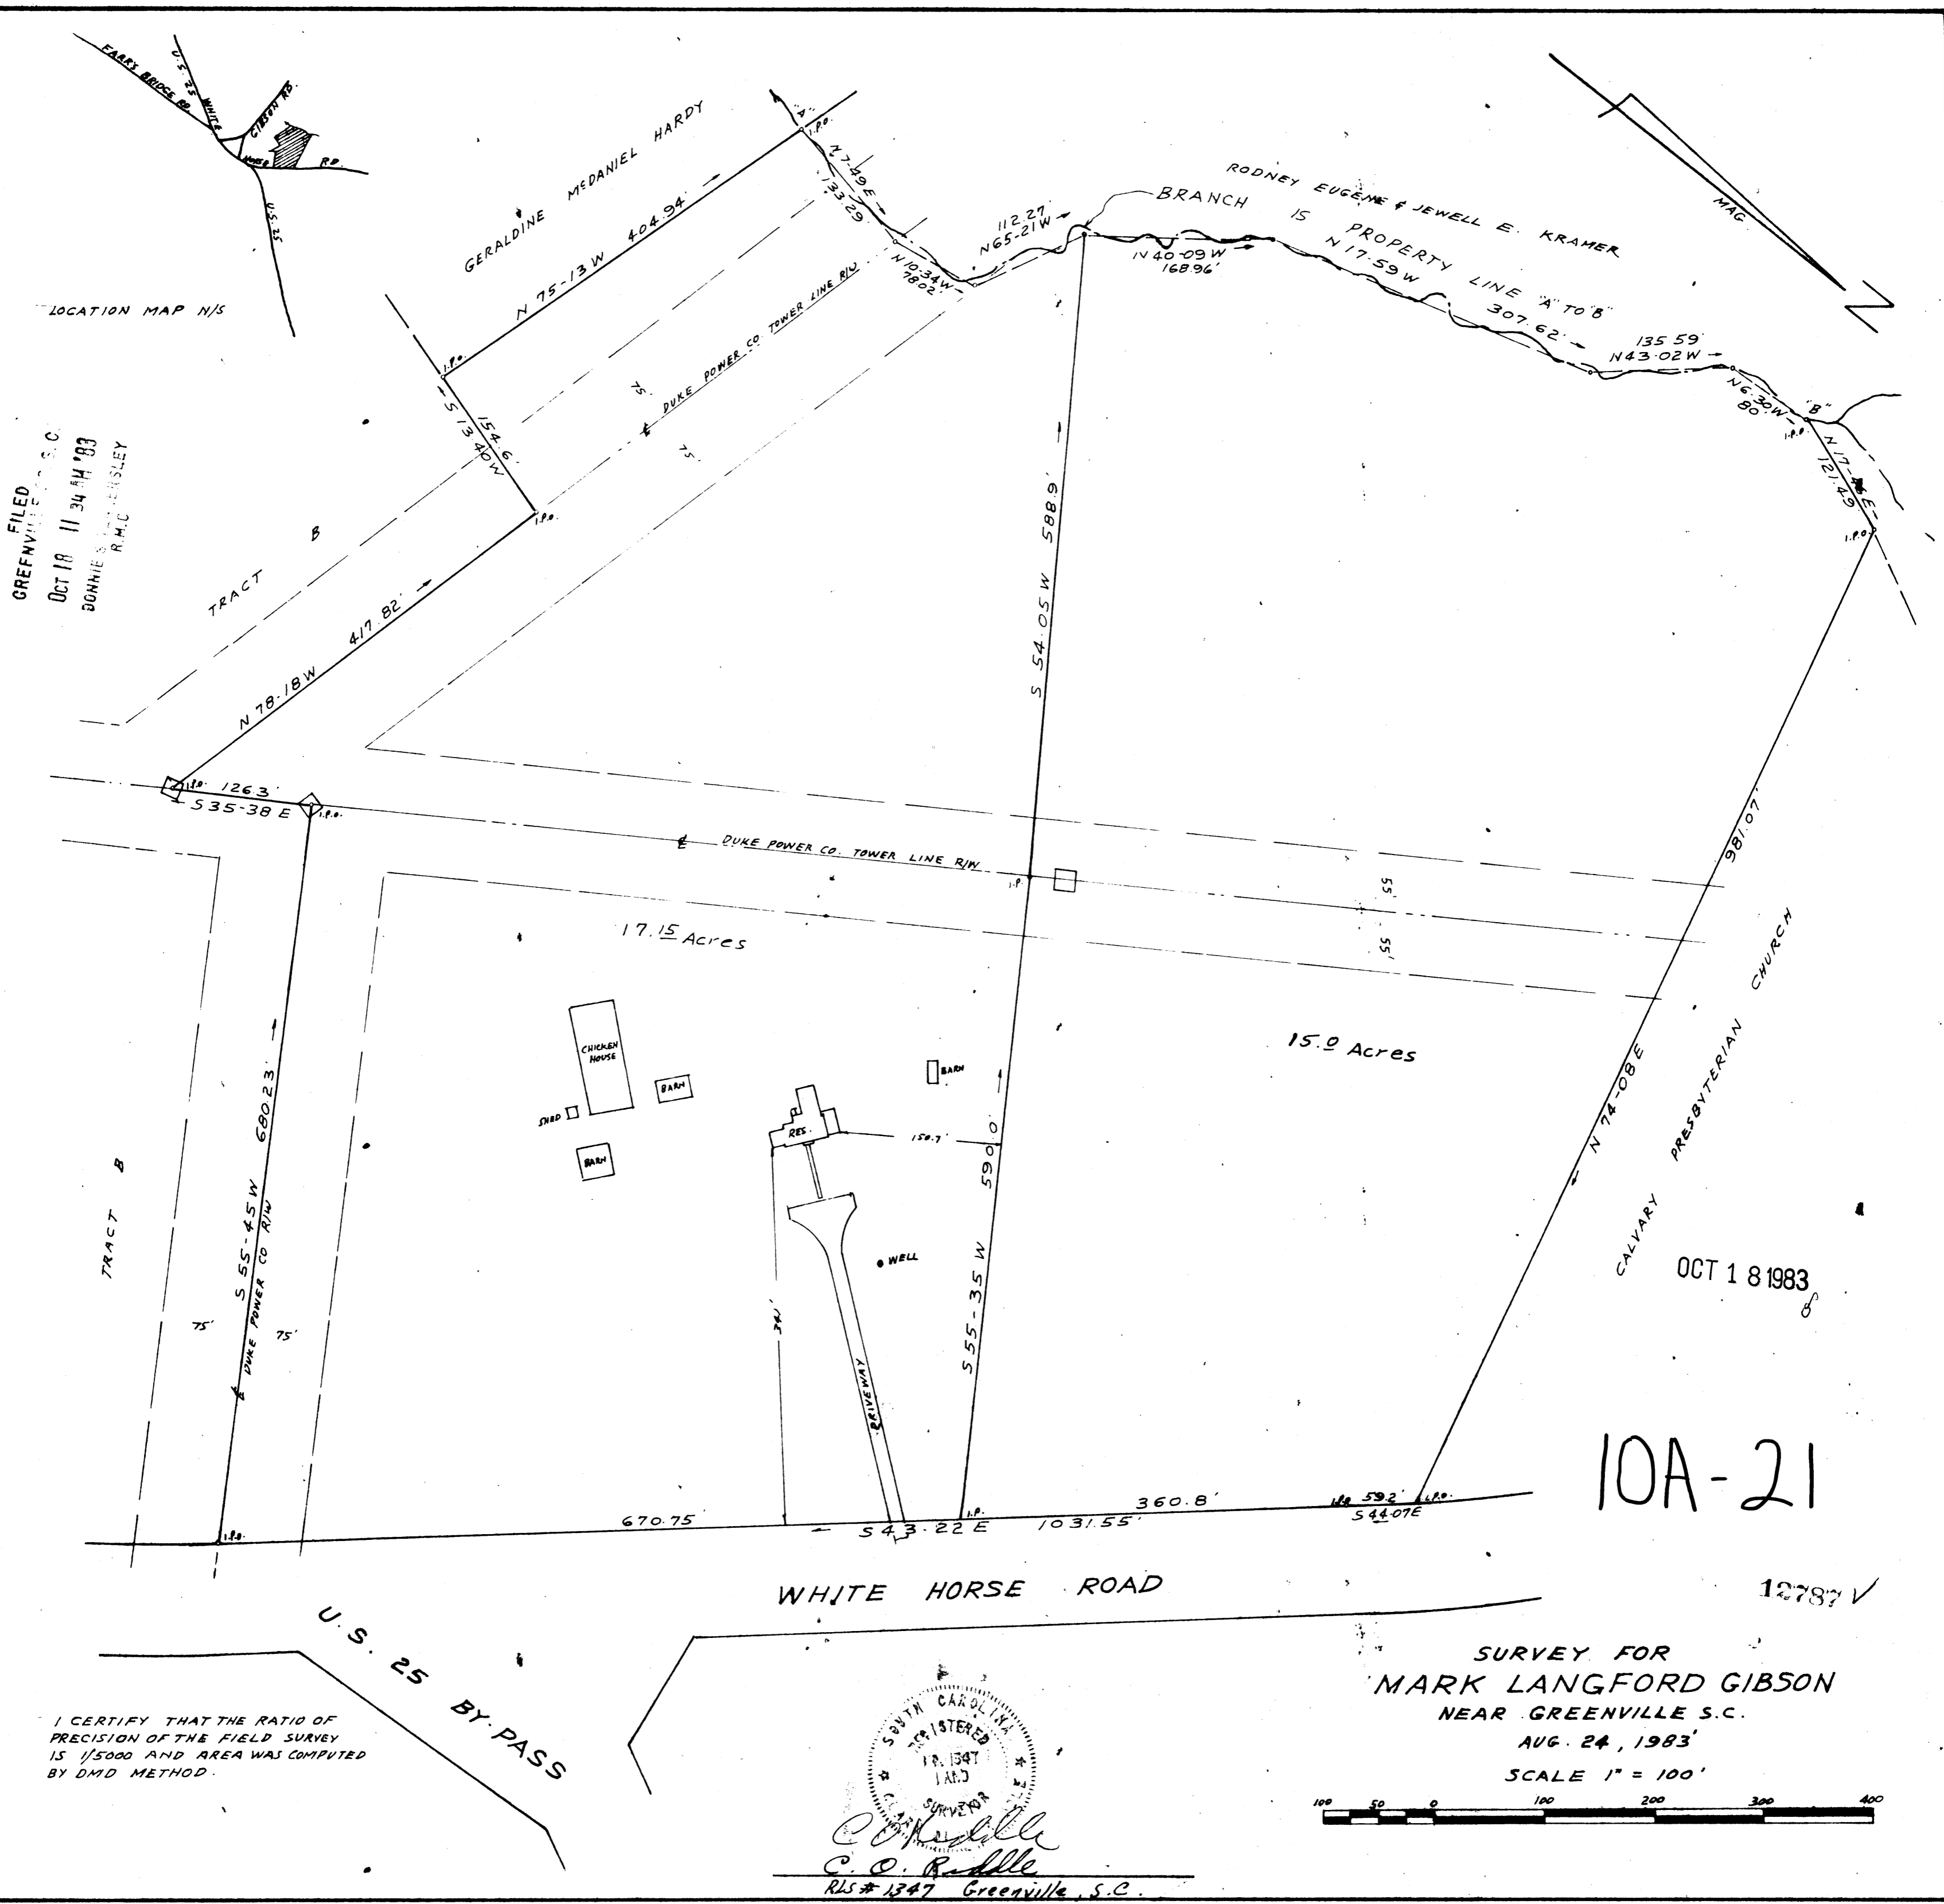 FARRS BRIDGE RD.
U.S. 25
WHITE
GIBSON RD.
HORSE
RD.
U.S. 25
LOCATION MAP N/S
GERALDINE McDANIEL HARDY
N 75-13 W 404.94'
"A"
I.P.O.
N 7-49 E
133.29'
N 10-34 W
78.02'
112.27'
N 65-21 W
BRANCH IS PROPERTY LINE "A" TO "B"
RODNEY EUGENE & JEWELL E. KRAMER
N 40-09 W
168.96'
N 17-59 W
307.62'
135.59'
N 43-02 W
N 6-30 W
80'
"B"
I.P.O.
121.49'
I.P.O.
MAG.
I.P.O.
154.6'
S 13-40 W
I.P.O.
75'
DUKE POWER CO. TOWER LINE R/W
75'
FILED
OCT 18 11 34 AM '83
R.M.C.
TRACT B
N 78-18 W 417.82'
I.P.O. 126.3'
S 35-38 E
I.P.O.
S 54-05 W 588.9'
DUKE POWER CO. TOWER LINE R/W
I.P.
55'
55'
981.07'
N 74-08 E
CALVARY PRESBYTERIAN CHURCH
17.15 Acres
15.0 Acres
CHICKEN
HOUSE
BARN
SHED
BARN
BARN
RES.
150.7'
341'
WELL
DRIVEWAY
S 55-45 W 680.23'
DUKE POWER CO R/W
75'
75'
TRACT B
S 55-35 W 590.0'
OCT 18 1983
10A-21
I.P.O.
670.75'
I.P.
360.8'
I.P.O. 59.2' I.P.O.
S 43-22 E 1031.55'
S 44-07 E
WHITE HORSE ROAD
12787 ✓
U.S. 25 BY-PASS
I CERTIFY THAT THE RATIO OF
PRECISION OF THE FIELD SURVEY
IS 1/5000 AND AREA WAS COMPUTED
BY DMD METHOD.
SOUTH CAROLINA
REGISTERED
1347
LAND
SURVEYOR
C. O. Riddle
RLS # 1347 Greenville, S.C.
SURVEY FOR
MARK LANGFORD GIBSON
NEAR GREENVILLE S.C.
AUG. 24, 1983
SCALE 1" = 100'
100 50 0 100 200 300 400